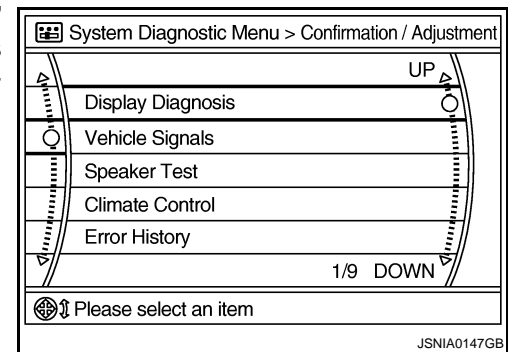 System Diagnostic Menu > Confirmation / Adjustment
UP
Display Diagnosis
Vehicle Signals
Speaker Test
Climate Control
Error History
1/9 DOWN
Please select an item
JSNIA0147GB